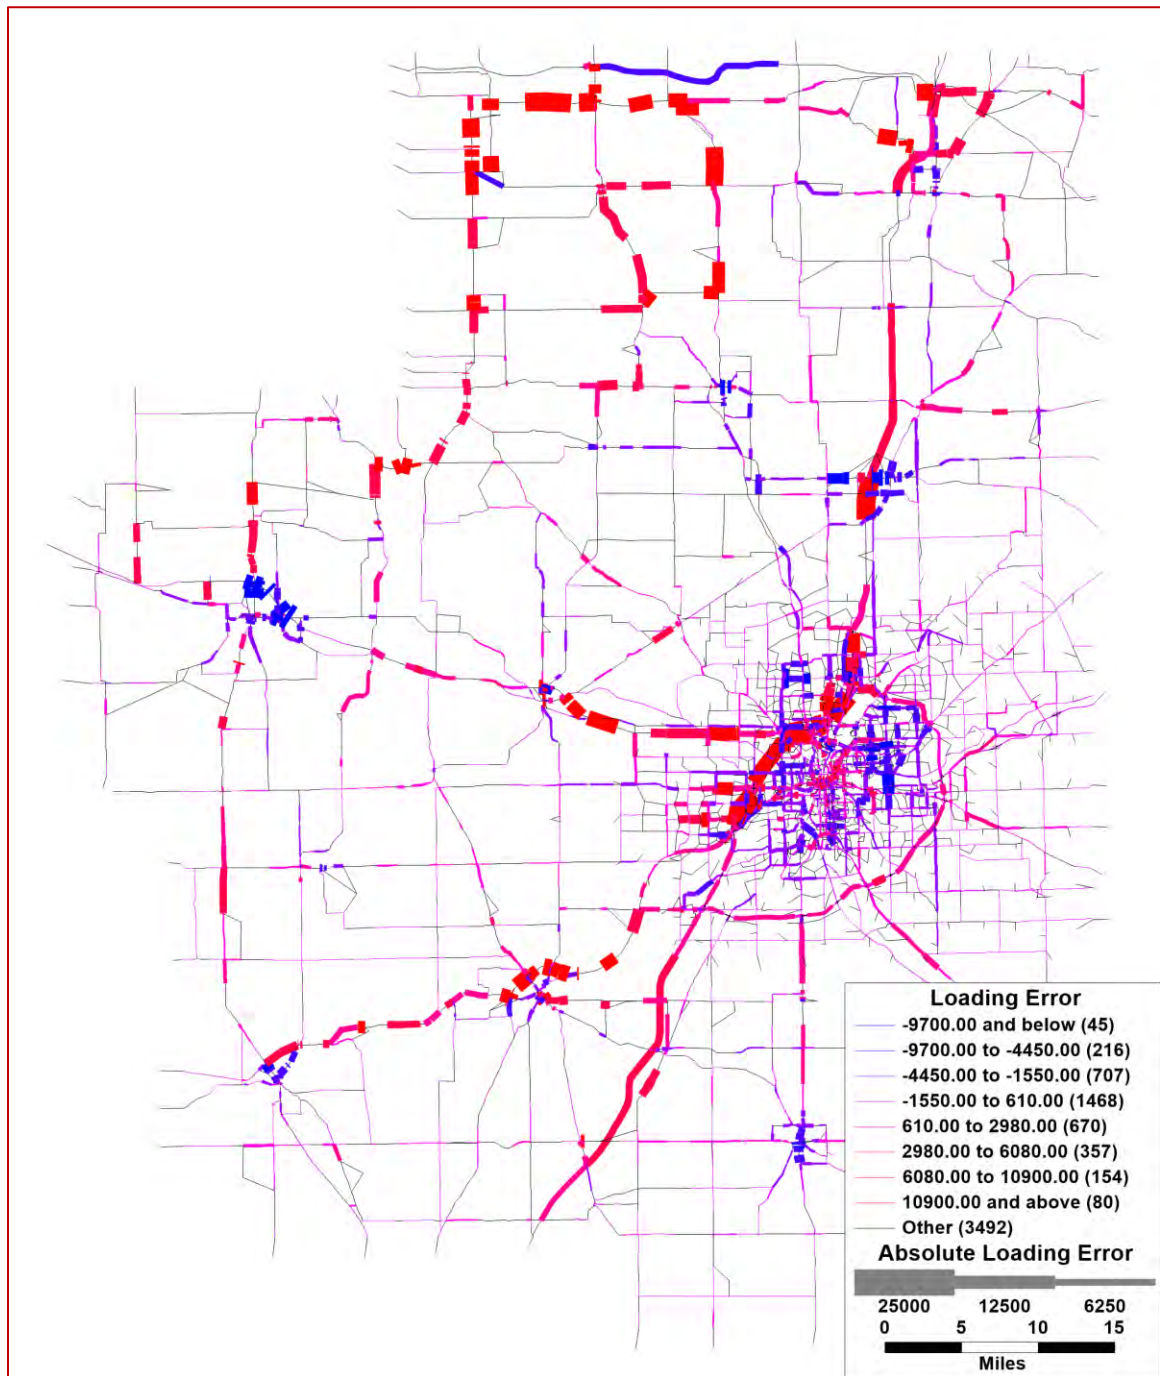 Loading Error
-9700.00 and below (45)
-9700.00 to -4450.00 (216)
-4450.00 to -1550.00 (707)
-1550.00 to 610.00 (1468)
610.00 to 2980.00 (670)
2980.00 to 6080.00 (357)
6080.00 to 10900.00 (154)
10900.00 and above (80)
Other (3492)
Absolute Loading Error
25000 12500 6250
0 5 10 15
Miles